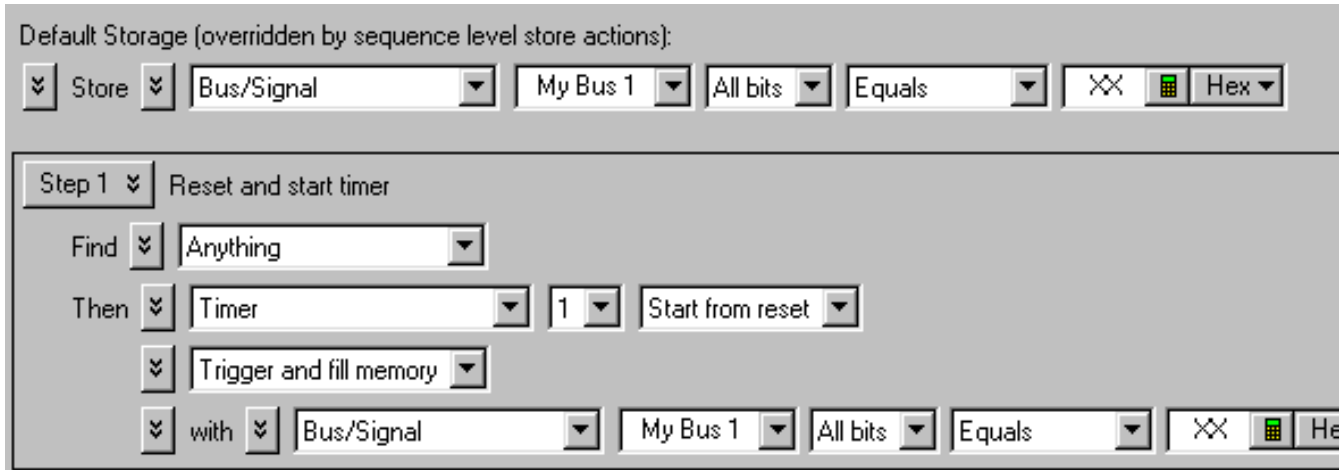 Default Storage (overridden by sequence level store actions):
Store Bus/Signal My Bus 1 All bits Equals XX Hex
Step 1 Reset and start timer
Find Anything
Then Timer 1 Start from reset
Trigger and fill memory
with Bus/Signal My Bus 1 All bits Equals XX He